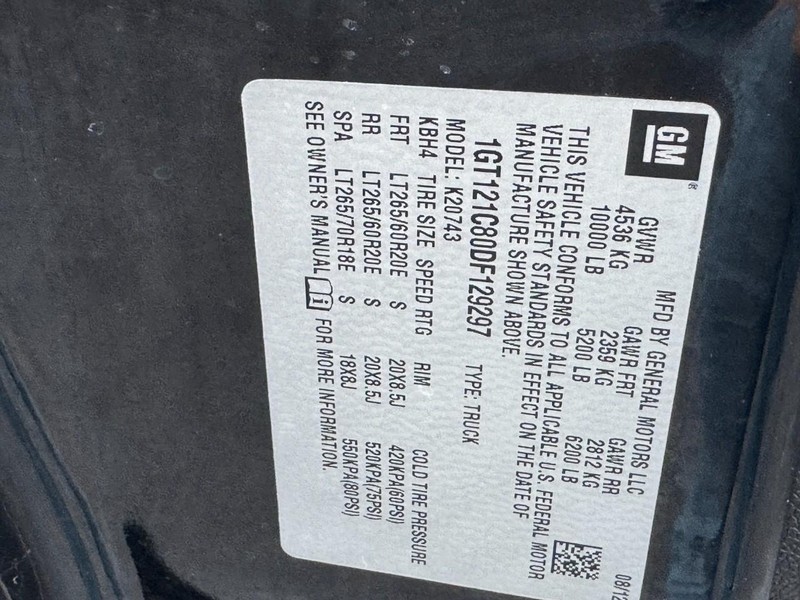 GM®
MFD BY GENERAL MOTORS LLC 08/12
GVWR GAWR FRT GAWR RR
4536 KG 2359 KG 2812 KG
10000 LB 5200 LB 6200 LB
THIS VEHICLE CONFORMS TO ALL APPLICABLE U.S. FEDERAL MOTOR
VEHICLE SAFETY STANDARDS IN EFFECT ON THE DATE OF
MANUFACTURE SHOWN ABOVE.
1GT121C80DF129297 TYPE: TRUCK
MODEL: K20743
KBH4 TIRE SIZE SPEED RTG RIM COLD TIRE PRESSURE
FRT LT265/60R20E S 20X8.5J 420KPA(60PSI)
RR LT265/60R20E S 20X8.5J 520KPA(75PSI)
SPA LT265/70R18E S 18X8J 550KPA(80PSI)
SEE OWNER'S MANUAL FOR MORE INFORMATION.